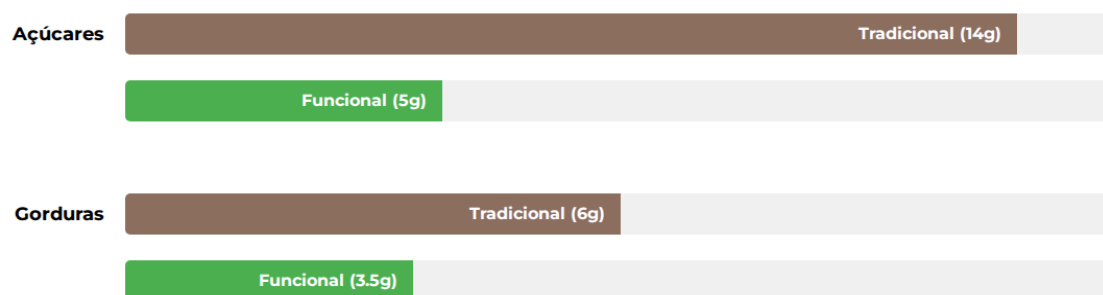 Açúcares
Tradicional (14g)
Funcional (5g)
Gorduras
Tradicional (6g)
Funcional (3.5g)